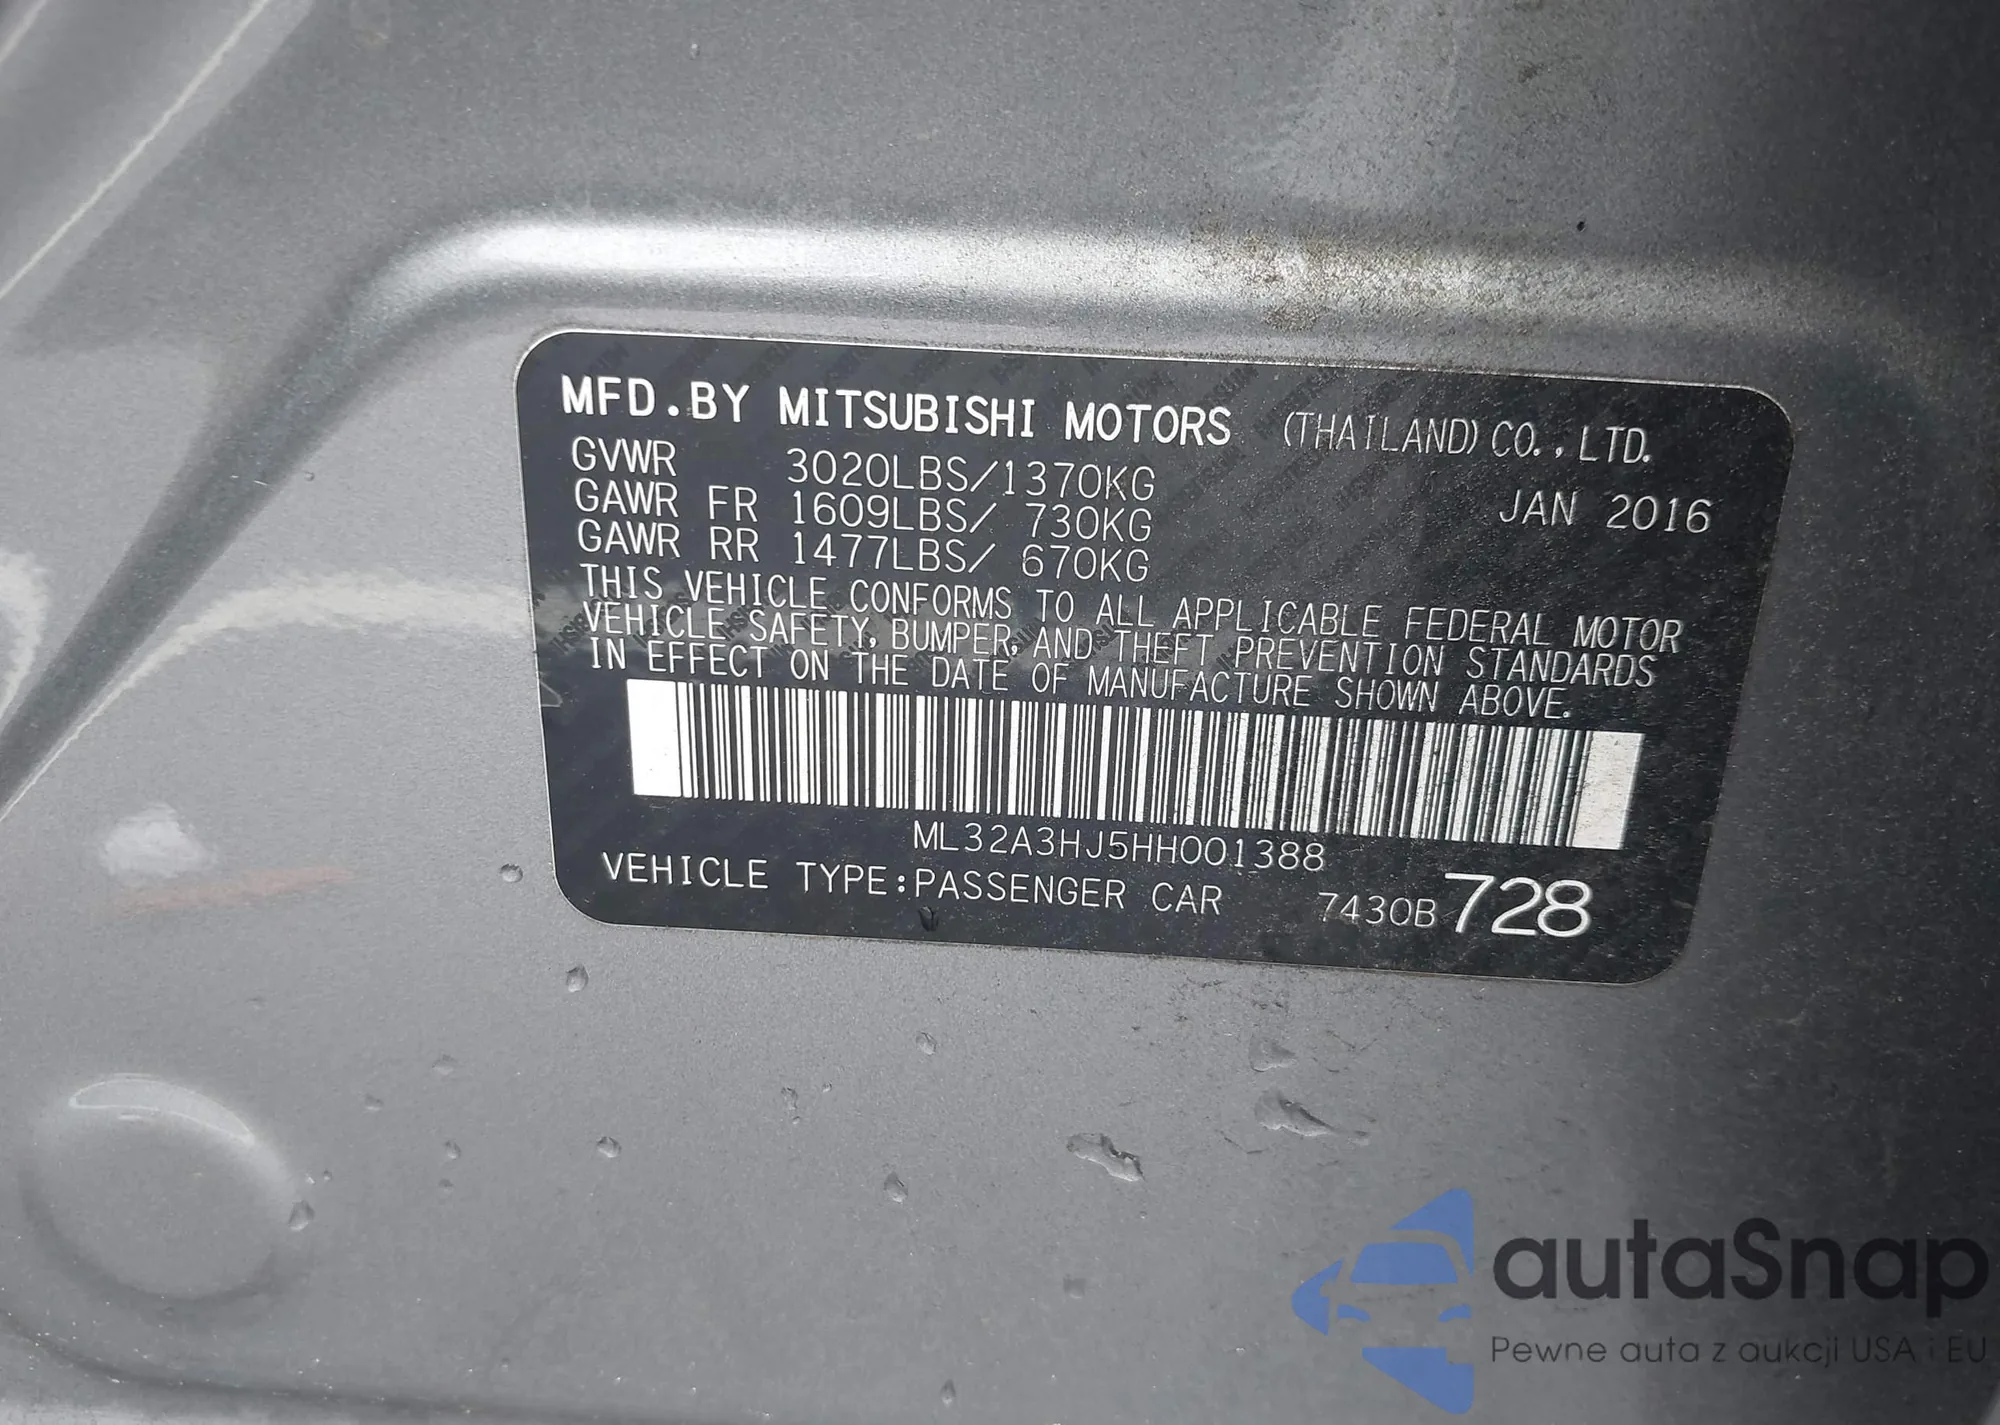 MFD.BY MITSUBISHI MOTORS (THAILAND) CO., LTD.
GVWR 3020LBS/1370KG JAN 2016
GAWR FR 1609LBS/ 730KG
GAWR RR 1477LBS/ 670KG
THIS VEHICLE CONFORMS TO ALL APPLICABLE FEDERAL MOTOR
VEHICLE SAFETY, BUMPER, AND THEFT PREVENTION STANDARDS
IN EFFECT ON THE DATE OF MANUFACTURE SHOWN ABOVE.
ML32A3HJ5HH001388
VEHICLE TYPE:PASSENGER CAR 7430B 728
autaSnap
Pewne auta z aukcji USA i EU